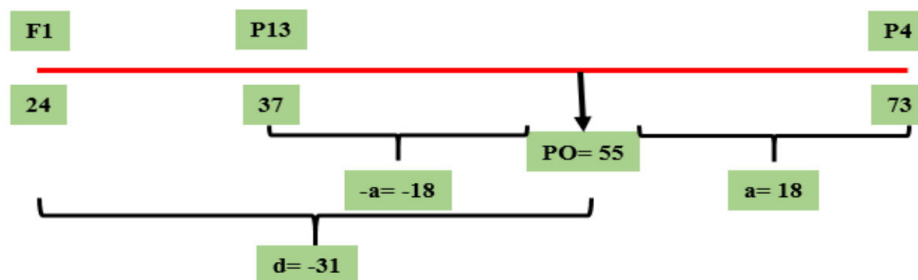 F1 P13 P4
24 37 73
PO= 55
-a= -18 a= 18
d= -31